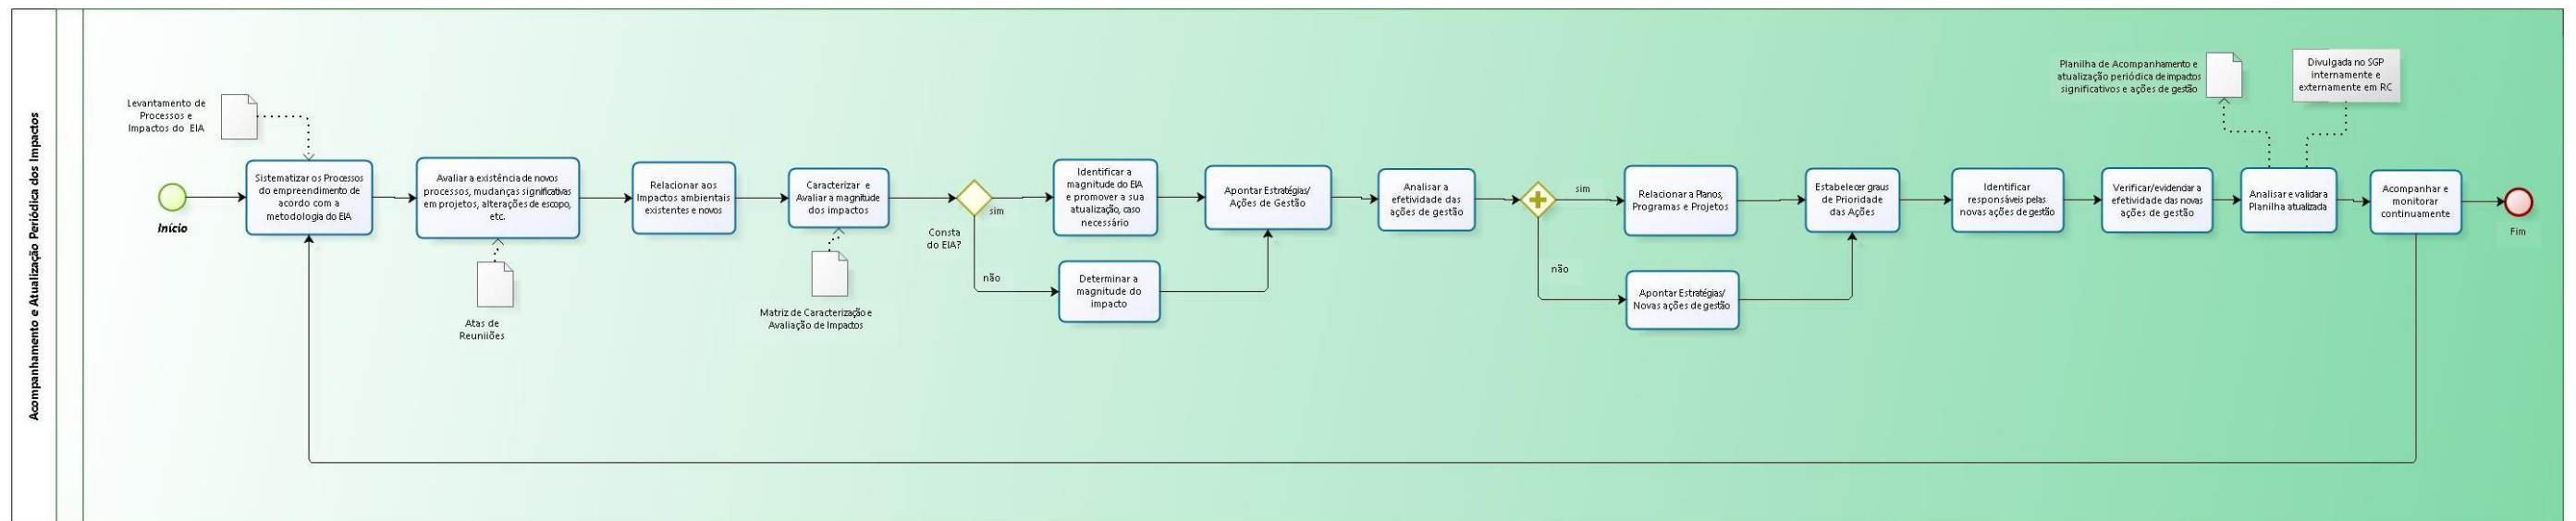 Acompanhamento e Atualização Periódica dos Impactos
Levantamento de
Processos e
Impactos do EIA
Início
Sistematizar os Processos
do empreendimento de
acordo com a
metodologia do EIA
Avaliar a existência de novos
processos, mudanças significativas
em projetos, alterações de escopo,
etc.
Atas de
Reuniiões
Relacionar aos
Impactos ambientais
existentes e novos
Caracterizar e
Avaliar a magnitude
dos impactos
Matriz de Caracterização e
Avaliação de Impactos
Consta
do EIA?
sim
não
Identificar a
magnitude do EIA
e promover a sua
atualização, caso
necessário
Determinar a
magnitude do
impacto
Apontar Estratégias/
Ações de Gestão
Analisar a
efetividade das
ações de gestão
sim
não
Relacionar a Planos,
Programas e Projetos
Apontar Estratégias/
Novas ações de gestão
Estabelecer graus
de Prioridade
das Ações
Identificar
responsáveis pelas
novas ações de gestão
Verificar/evidenciar a
efetividade das novas
ações de gestão
Planilha de Acompanhamento e
atualização periódica de impactos
significativos e ações de gestão
Divulgada no SGP
internamente e
externamente em RC
Analisar e validar a
Planilha atualizada
Acompanhar e
monitorar
continuamente
Fim